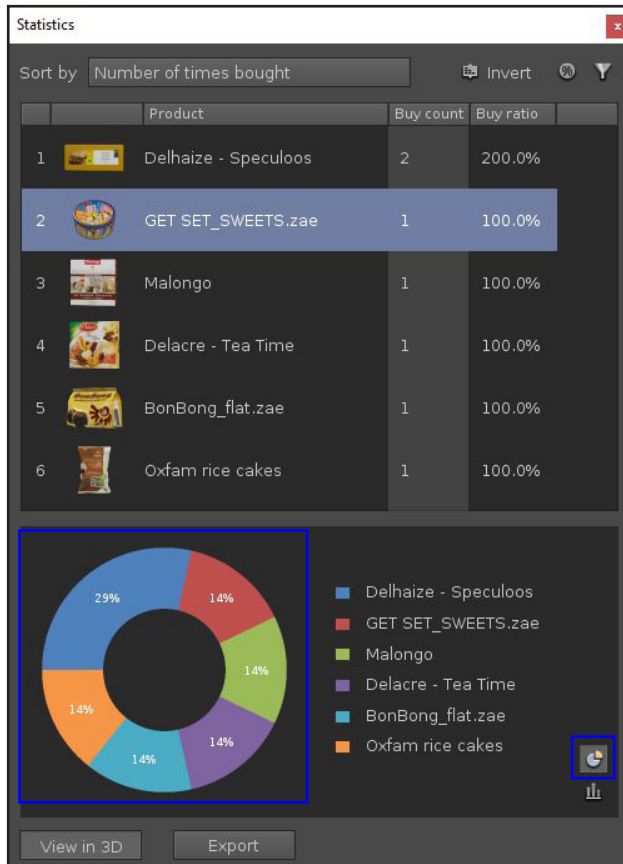 Statistics
x
Sort by Number of times bought Invert
Product Buy count Buy ratio
1 Delhaize - Speculoos 2 200.0%
2 GET SET_SWEETS.zae 1 100.0%
3 Malongo 1 100.0%
4 Delacre - Tea Time 1 100.0%
5 BonBong_flat.zae 1 100.0%
6 Oxfam rice cakes 1 100.0%
29%
14%
14%
14%
14%
14%
Delhaize - Speculoos
GET SET_SWEETS.zae
Malongo
Delacre - Tea Time
BonBong_flat.zae
Oxfam rice cakes
View in 3D Export